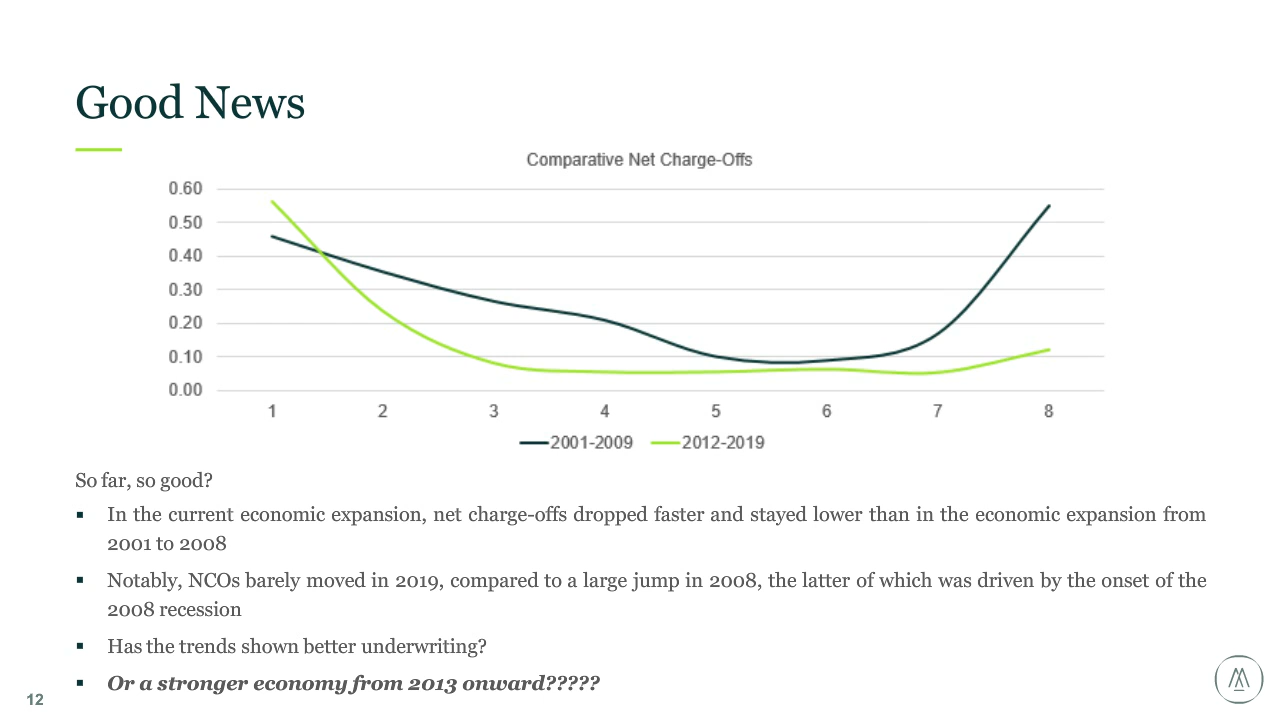 Good News
Comparative Net Charge-Offs
0.60
0.50
0.40
0.30
0.20
0.10
0.00
1 2 3 4 5 6 7 8
2001-2009 2012-2019
So far, so good?
▪ In the current economic expansion, net charge-offs dropped faster and stayed lower than in the economic expansion from
2001 to 2008
▪ Notably, NCOs barely moved in 2019, compared to a large jump in 2008, the latter of which was driven by the onset of the
2008 recession
▪ Has the trends shown better underwriting?
▪ Or a stronger economy from 2013 onward?????
12